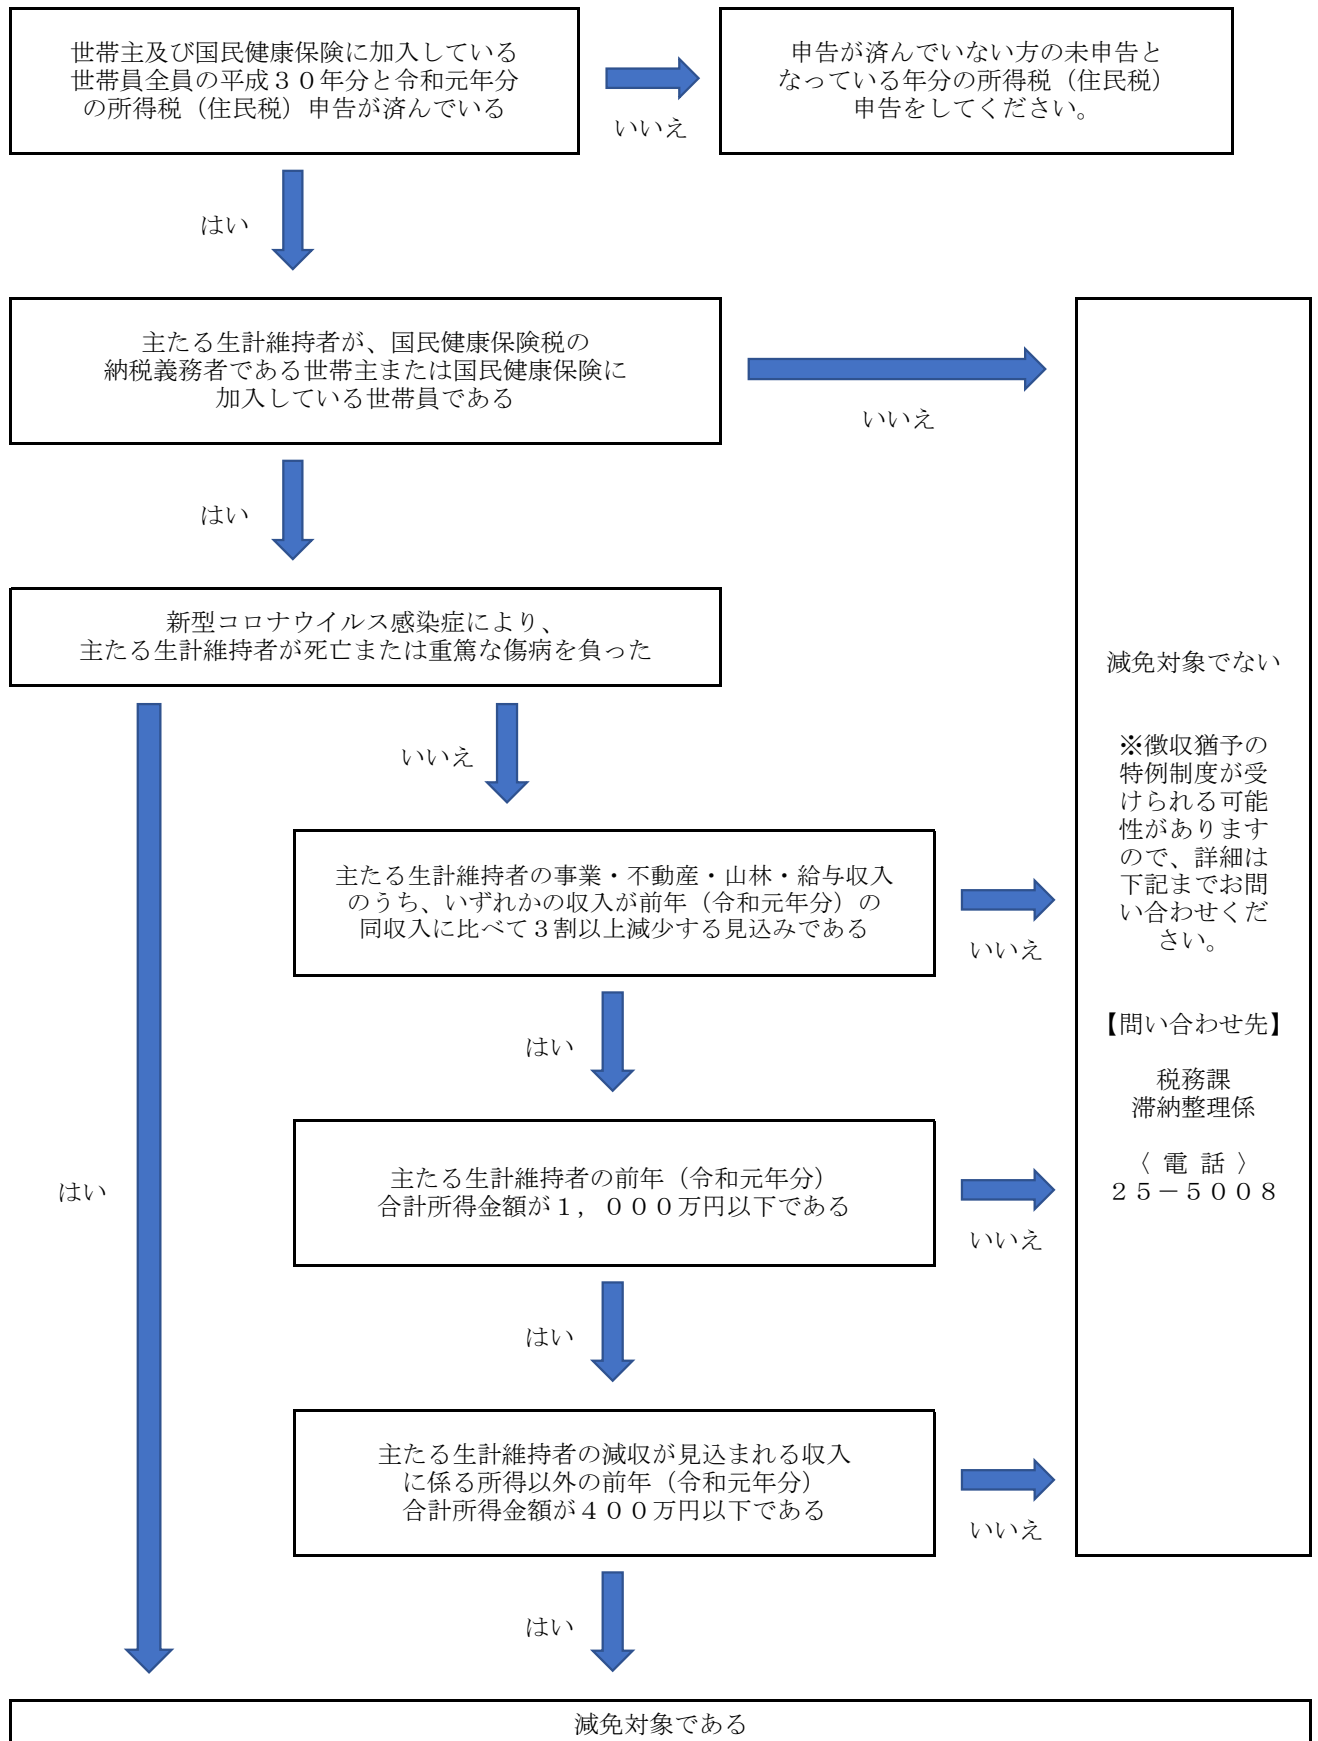 世帯主及び国民健康保険に加入している
世帯員全員の平成３０年分と令和元年分
の所得税（住民税）申告が済んでいる
いいえ
申告が済んでいない方の未申告と
なっている年分の所得税（住民税）
申告をしてください。
はい
主たる生計維持者が、国民健康保険税の
納税義務者である世帯主または国民健康保険に
加入している世帯員である
いいえ
はい
新型コロナウイルス感染症により、
主たる生計維持者が死亡または重篤な傷病を負った
いいえ
主たる生計維持者の事業・不動産・山林・給与収入
のうち、いずれかの収入が前年（令和元年分）の
同収入に比べて３割以上減少する見込みである
いいえ
はい
主たる生計維持者の前年（令和元年分）
合計所得金額が１，０００万円以下である
いいえ
はい
はい
主たる生計維持者の減収が見込まれる収入
に係る所得以外の前年（令和元年分）
合計所得金額が４００万円以下である
いいえ
はい
減免対象でない
※徴収猶予の
特例制度が受
けられる可能
性があります
ので、詳細は
下記までお問
い合わせくだ
さい。
【問い合わせ先】
税務課
滞納整理係
〈 電 話 〉
２５－５００８
減免対象である